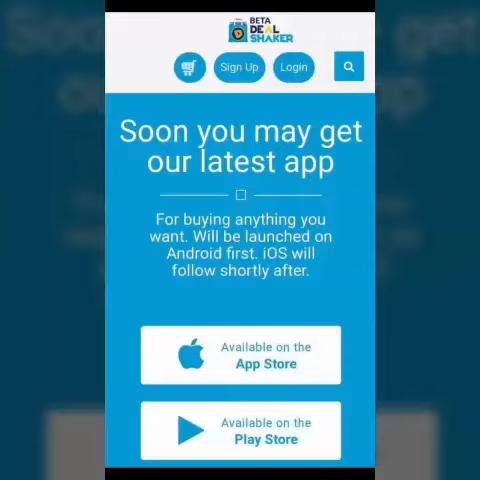 BETA
DEAL
SHAKER
Sign Up
Login
Soon you may get
our latest app
For buying anything you
want. Will be launched on
Android first. iOS will
follow shortly after.
Available on the
App Store
Available on the
Play Store